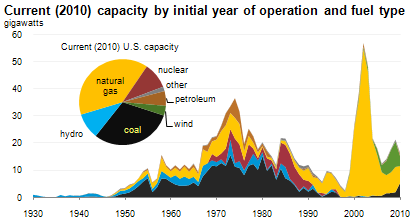 Current (2010) capacity by initial year of operation and fuel type
gigawatts
60
50
40
30
20
10
0
Current (2010) U.S. capacity
nuclear
other
petroleum
wind
coal
hydro
natural
gas
1930
1940
1950
1960
1970
1980
1990
2000